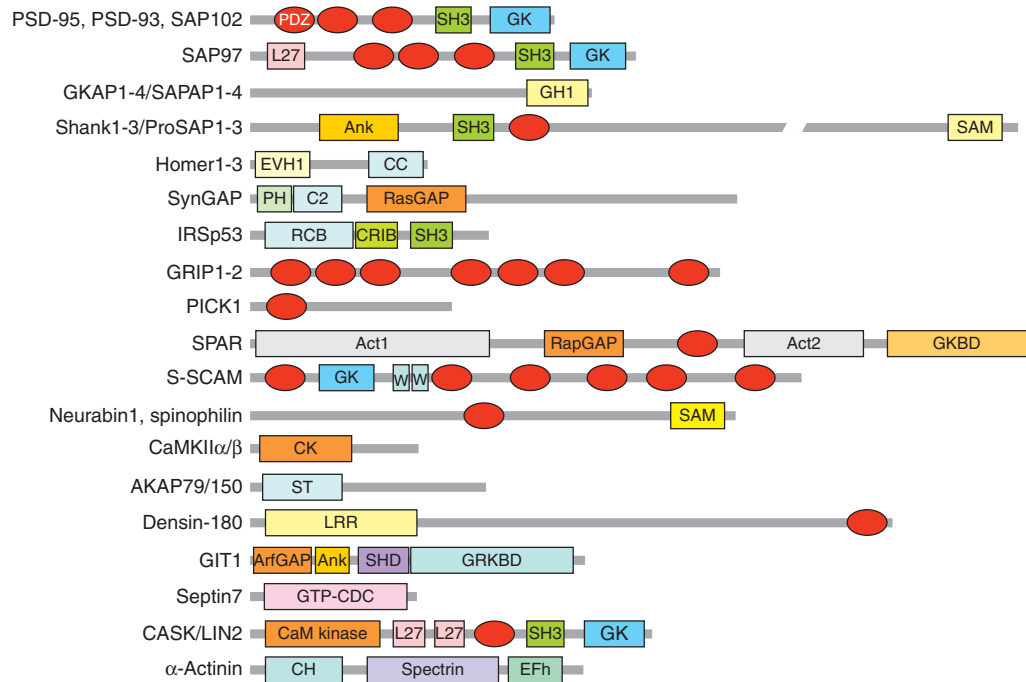 PSD-95, PSD-93, SAP102 PDZ SH3 GK
SAP97 L27 SH3 GK
GKAP1-4/SAPAP1-4 GH1
Shank1-3/ProSAP1-3 Ank SH3 SAM
Homer1-3 EVH1 CC
SynGAP PH C2 RasGAP
IRSp53 RCB CRIB SH3
GRIP1-2
PICK1
SPAR Act1 RapGAP Act2 GKBD
S-SCAM GK W W
Neurabin1, spinophilin SAM
CaMKIIα/β CK
AKAP79/150 ST
Densin-180 LRR
GIT1 ArfGAP Ank SHD GRKBD
Septin7 GTP-CDC
CASK/LIN2 CaM kinase L27 L27 SH3 GK
α-Actinin CH Spectrin EFh